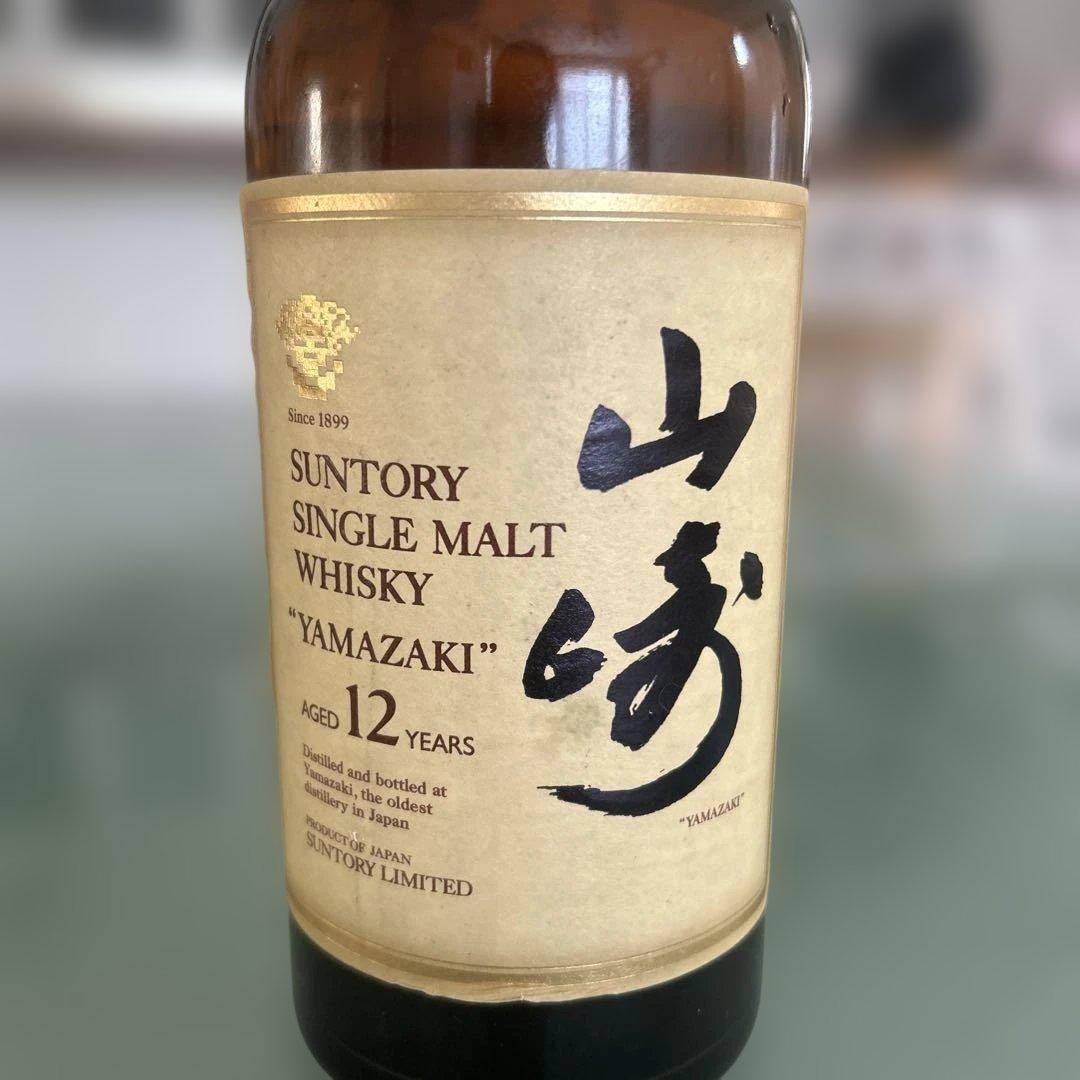 Since 1899
SUNTORY
SINGLE MALT
WHISKY
“YAMAZAKI”
AGED 12 YEARS
Distilled and bottled at
Yamazaki, the oldest
distillery in Japan
PRODUCT OF JAPAN
SUNTORY LIMITED
山崎
“YAMAZAKI”